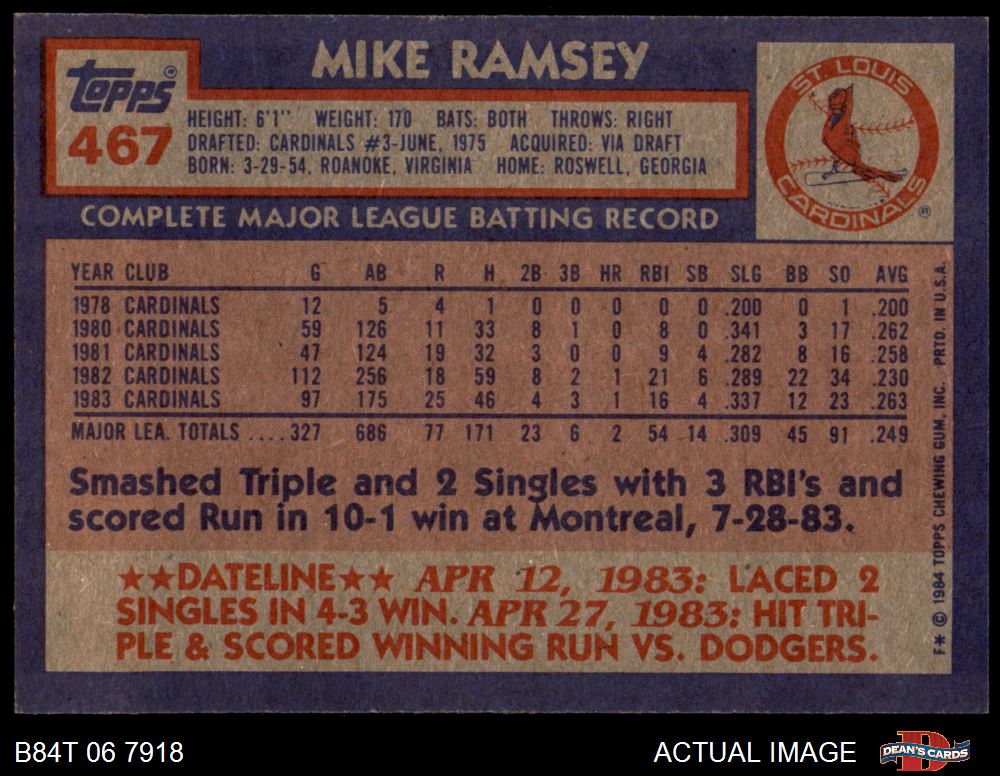 MIKE RAMSEY
Topps®
467
HEIGHT: 6'1" WEIGHT: 170 BATS: BOTH THROWS: RIGHT
DRAFTED: CARDINALS #3-JUNE, 1975 ACQUIRED: VIA DRAFT
BORN: 3-29-54, ROANOKE, VIRGINIA HOME: ROSWELL, GEORGIA
ST. LOUIS
CARDINALS
®
COMPLETE MAJOR LEAGUE BATTING RECORD
YEAR CLUB G AB R H 2B 3B HR RBI SB SLG BB SO AVG
1978 CARDINALS 12 5 4 1 0 0 0 0 0 .200 0 1 .200
1980 CARDINALS 59 126 11 33 8 1 0 8 0 .341 3 17 .262
1981 CARDINALS 47 124 19 32 3 0 0 9 4 .282 8 16 .258
1982 CARDINALS 112 256 18 59 8 2 1 21 6 .289 22 34 .230
1983 CARDINALS 97 175 25 46 4 3 1 16 4 .337 12 23 .263
MAJOR LEA. TOTALS .... 327 686 77 171 23 6 2 54 14 .309 45 91 .249
Smashed Triple and 2 Singles with 3 RBI's and
scored Run in 10-1 win at Montreal, 7-28-83.
★★DATELINE★★ APR 12, 1983: LACED 2
SINGLES IN 4-3 WIN. APR 27, 1983: HIT TRI-
PLE & SCORED WINNING RUN VS. DODGERS.
F* © 1984 TOPPS CHEWING GUM, INC. PRTD. IN U.S.A.
B84T 06 7918
ACTUAL IMAGE
D
DEAN'S CARDS